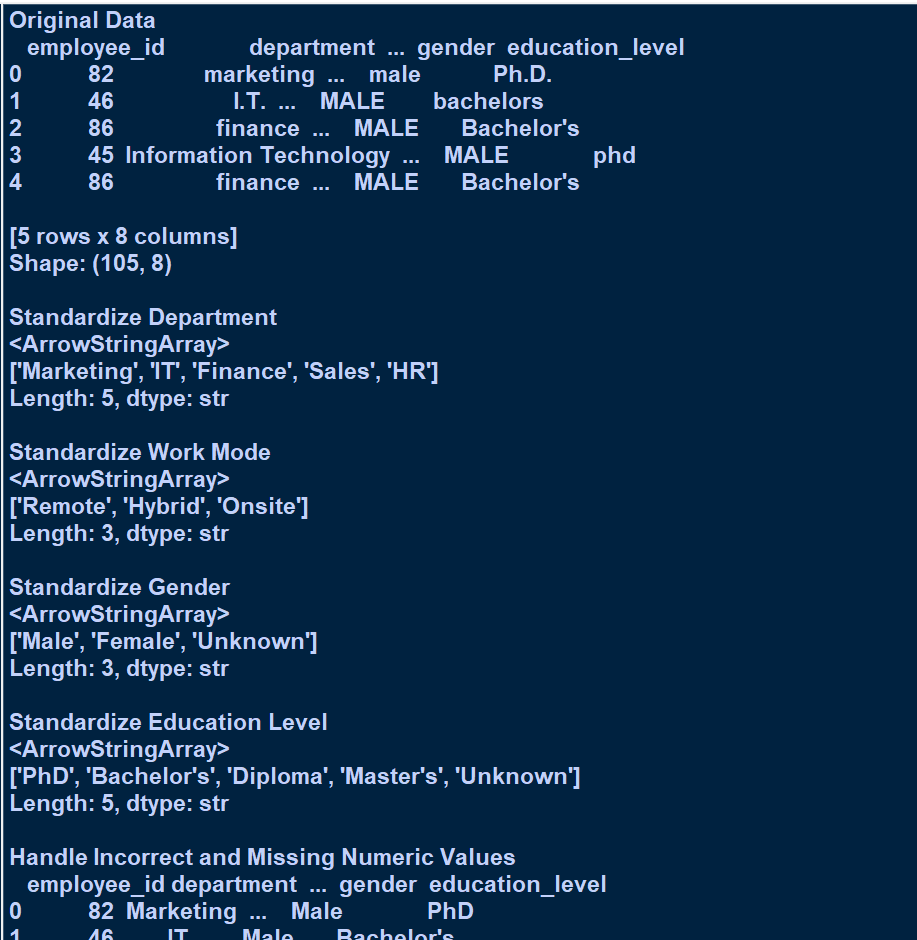 Original Data
employee_id department ... gender education_level
0 82 marketing ... male Ph.D.
1 46 I.T. ... MALE bachelors
2 86 finance ... MALE Bachelor's
3 45 Information Technology ... MALE phd
4 86 finance ... MALE Bachelor's
[5 rows x 8 columns]
Shape: (105, 8)
Standardize Department
<ArrowStringArray>
['Marketing', 'IT', 'Finance', 'Sales', 'HR']
Length: 5, dtype: str
Standardize Work Mode
<ArrowStringArray>
['Remote', 'Hybrid', 'Onsite']
Length: 3, dtype: str
Standardize Gender
<ArrowStringArray>
['Male', 'Female', 'Unknown']
Length: 3, dtype: str
Standardize Education Level
<ArrowStringArray>
['PhD', 'Bachelor's', 'Diploma', 'Master's', 'Unknown']
Length: 5, dtype: str
Handle Incorrect and Missing Numeric Values
employee_id department ... gender education_level
0 82 Marketing ... Male PhD
1 46 IT ... Male Bachelor's